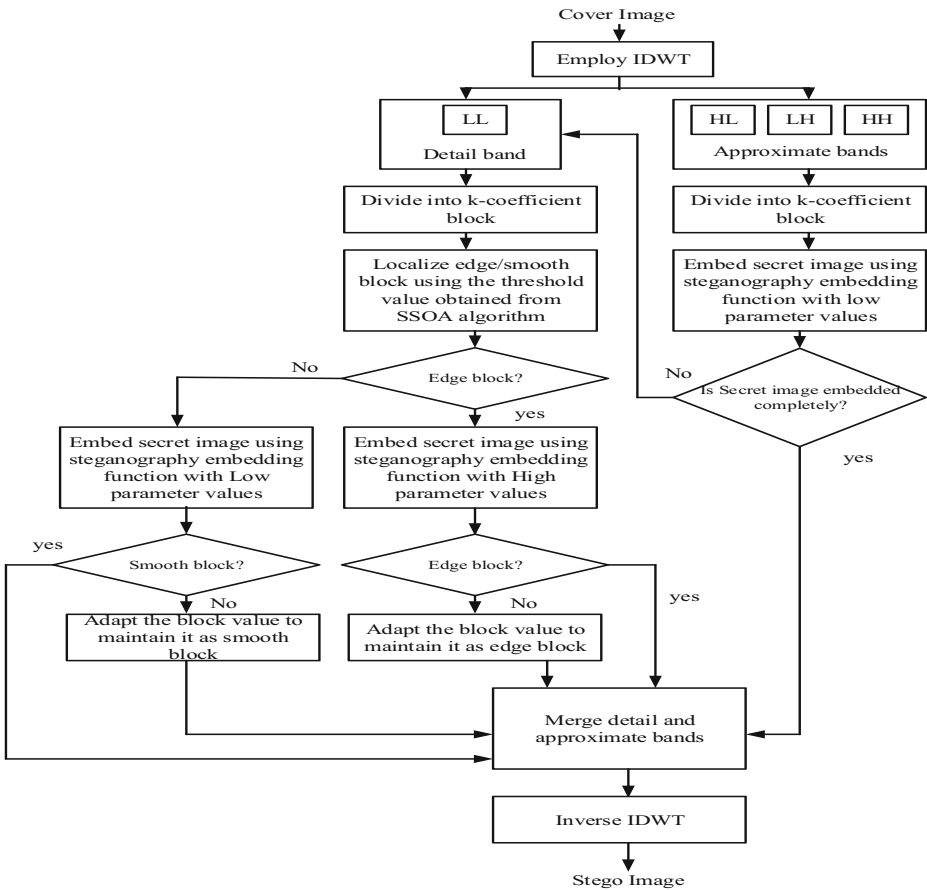 Cover Image
Employ IDWT
LL
Detail band
HL LH HH
Approximate bands
Divide into k-coefficient
block
Divide into k-coefficient
block
Localize edge/smooth
block using the threshold
value obtained from
SSOA algorithm
Embed secret image using
steganography embedding
function with low
parameter values
No
Edge block?
yes
No
Is Secret image embedded
completely?
yes
Embed secret image using
steganography embedding
function with Low
parameter values
Embed secret image using
steganography embedding
function with High
parameter values
yes
Smooth block?
No
Edge block?
No
yes
Adapt the block value to
maintain it as smooth
block
Adapt the block value to
maintain it as edge block
Merge detail and
approximate bands
Inverse IDWT
Stego Image